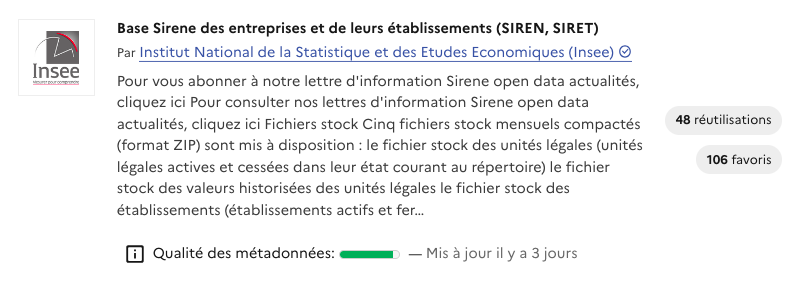 Base Sirene des entreprises et de leurs établissements (SIREN, SIRET)
Par Institut National de la Statistique et des Etudes Economiques (Insee)
Insee
Mesurer pour comprendre
Pour vous abonner à notre lettre d'information Sirene open data actualités,
cliquez ici Pour consulter nos lettres d'information Sirene open data
actualités, cliquez ici Fichiers stock Cinq fichiers stock mensuels compactés
(format ZIP) sont mis à disposition : le fichier stock des unités légales (unités
légales actives et cessées dans leur état courant au répertoire) le fichier
stock des valeurs historisées des unités légales le fichier stock des
établissements (établissements actifs et fer...
48 réutilisations
106 favoris
Qualité des métadonnées: — Mis à jour il y a 3 jours